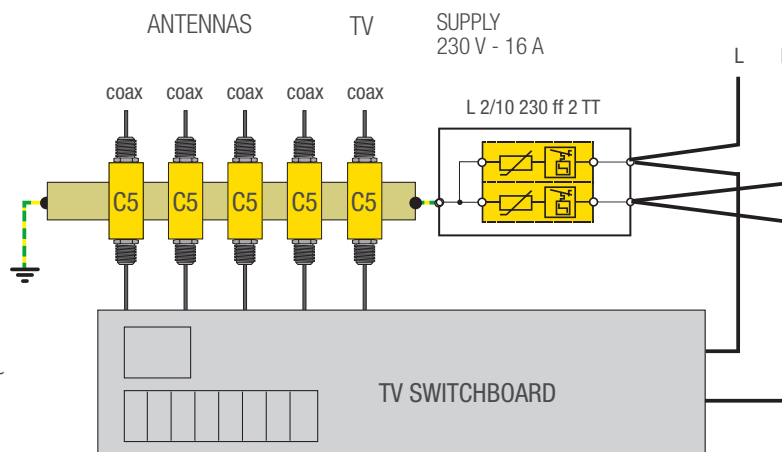 ANTENNAS
TV
SUPPLY
230 V - 16 A
L
coax coax coax coax coax
L 2/10 230 ff 2 TT
C5 C5 C5 C5 C5
TV SWITCHBOARD